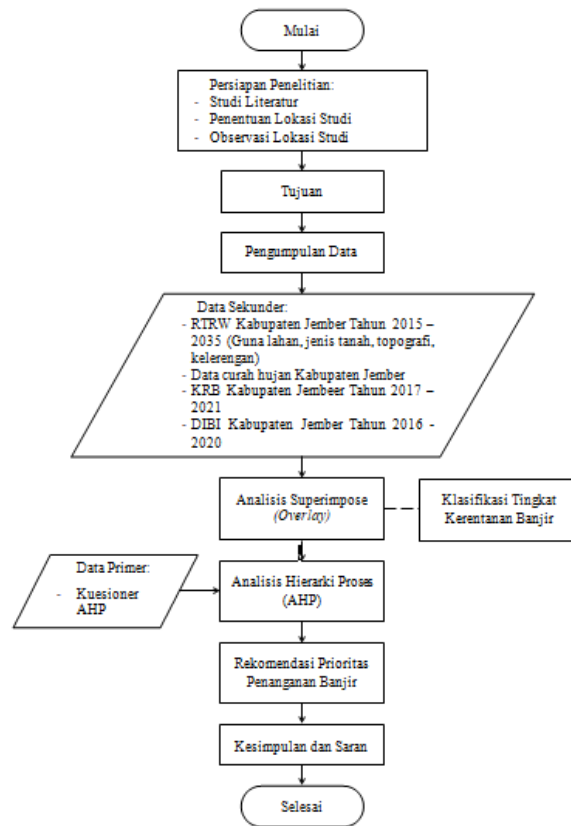 Mulai
Persiapan Penelitian:
- Studi Literatur
- Penentuan Lokasi Studi
- Observasi Lokasi Studi
Tujuan
Pengumpulan Data
Data Sekunder:
- RTRW Kabupaten Jember Tahun 2015 –
2035 (Guna lahan, jenis tanah, topografi,
kelerengan)
- Data curah hujan Kabupaten Jember
- KRB Kabupaten Jembeer Tahun 2017 –
2021
- DIBI Kabupaten Jember Tahun 2016 -
2020
Analisis Superimpose
(Overlay)
Klasifikasi Tingkat
Kerentanan Banjir
Data Primer:
- Kuesioner
AHP
Analisis Hierarki Proses
(AHP)
Rekomendasi Prioritas
Penanganan Banjir
Kesimpulan dan Saran
Selesai